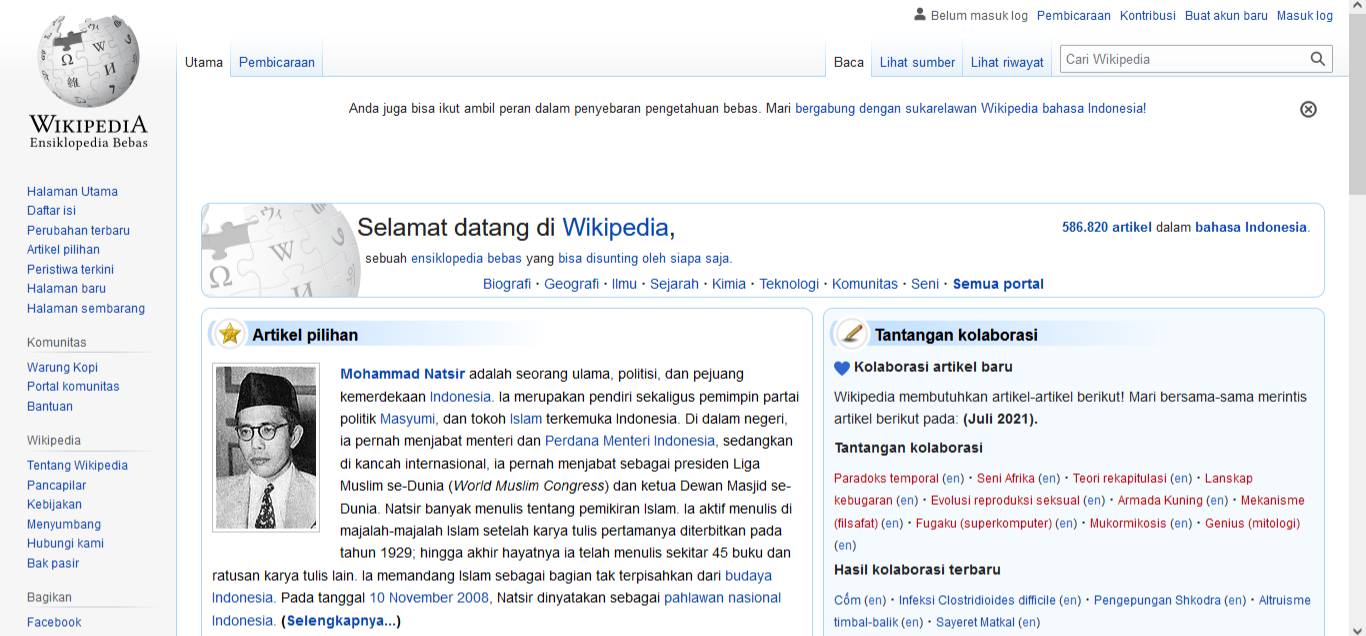 Belum masuk log Pembicaraan Kontribusi Buat akun baru Masuk log
Utama Pembicaraan Baca Lihat sumber Lihat riwayat Cari Wikipedia
WIKIPEDIA
Ensiklopedia Bebas
Halaman Utama
Daftar isi
Perubahan terbaru
Artikel pilihan
Peristiwa terkini
Halaman baru
Halaman sembarang
Komunitas
Warung Kopi
Portal komunitas
Bantuan
Wikipedia
Tentang Wikipedia
Pancapilar
Kebijakan
Menyumbang
Hubungi kami
Bak pasir
Bagikan
Facebook
Anda juga bisa ikut ambil peran dalam penyebaran pengetahuan bebas. Mari bergabung dengan sukarelawan Wikipedia bahasa Indonesia!
Selamat datang di Wikipedia,
sebuah ensiklopedia bebas yang bisa disunting oleh siapa saja.
586.820 artikel dalam bahasa Indonesia.
Biografi · Geografi · Ilmu · Sejarah · Kimia · Teknologi · Komunitas · Seni · Semua portal
Artikel pilihan
Mohammad Natsir adalah seorang ulama, politisi, dan pejuang
kemerdekaan Indonesia. Ia merupakan pendiri sekaligus pemimpin partai
politik Masyumi, dan tokoh Islam terkemuka Indonesia. Di dalam negeri,
ia pernah menjabat menteri dan Perdana Menteri Indonesia, sedangkan
di kancah internasional, ia pernah menjabat sebagai presiden Liga
Muslim se-Dunia (World Muslim Congress) dan ketua Dewan Masjid se-
Dunia. Natsir banyak menulis tentang pemikiran Islam. Ia aktif menulis di
majalah-majalah Islam setelah karya tulis pertamanya diterbitkan pada
tahun 1929; hingga akhir hayatnya ia telah menulis sekitar 45 buku dan
ratusan karya tulis lain. Ia memandang Islam sebagai bagian tak terpisahkan dari budaya
Indonesia. Pada tanggal 10 November 2008, Natsir dinyatakan sebagai pahlawan nasional
Indonesia. (Selengkapnya...)
Tantangan kolaborasi
Kolaborasi artikel baru
Wikipedia membutuhkan artikel-artikel berikut! Mari bersama-sama merintis
artikel berikut pada: (Juli 2021).
Tantangan kolaborasi
Paradoks temporal (en) · Seni Afrika (en) · Teori rekapitulasi (en) · Lanskap
kebugaran (en) · Evolusi reproduksi seksual (en) · Armada Kuning (en) · Mekanisme
(filsafat) (en) · Fugaku (superkomputer) (en) · Mukormikosis (en) · Genius (mitologi)
(en)
Hasil kolaborasi terbaru
Cốm (en) · Infeksi Clostridioides difficile (en) · Pengepungan Shkodra (en) · Altruisme
timbal-balik (en) · Sayeret Matkal (en)